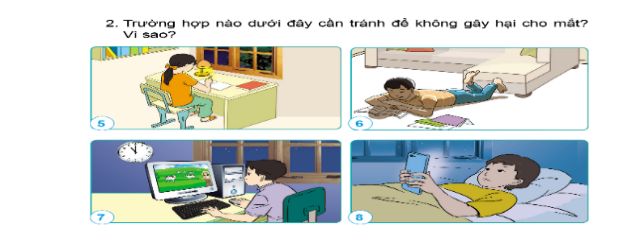 2. Trường hợp nào dưới đây cần tránh để không gây hại cho mắt?
Vì sao?
5
6
7
8